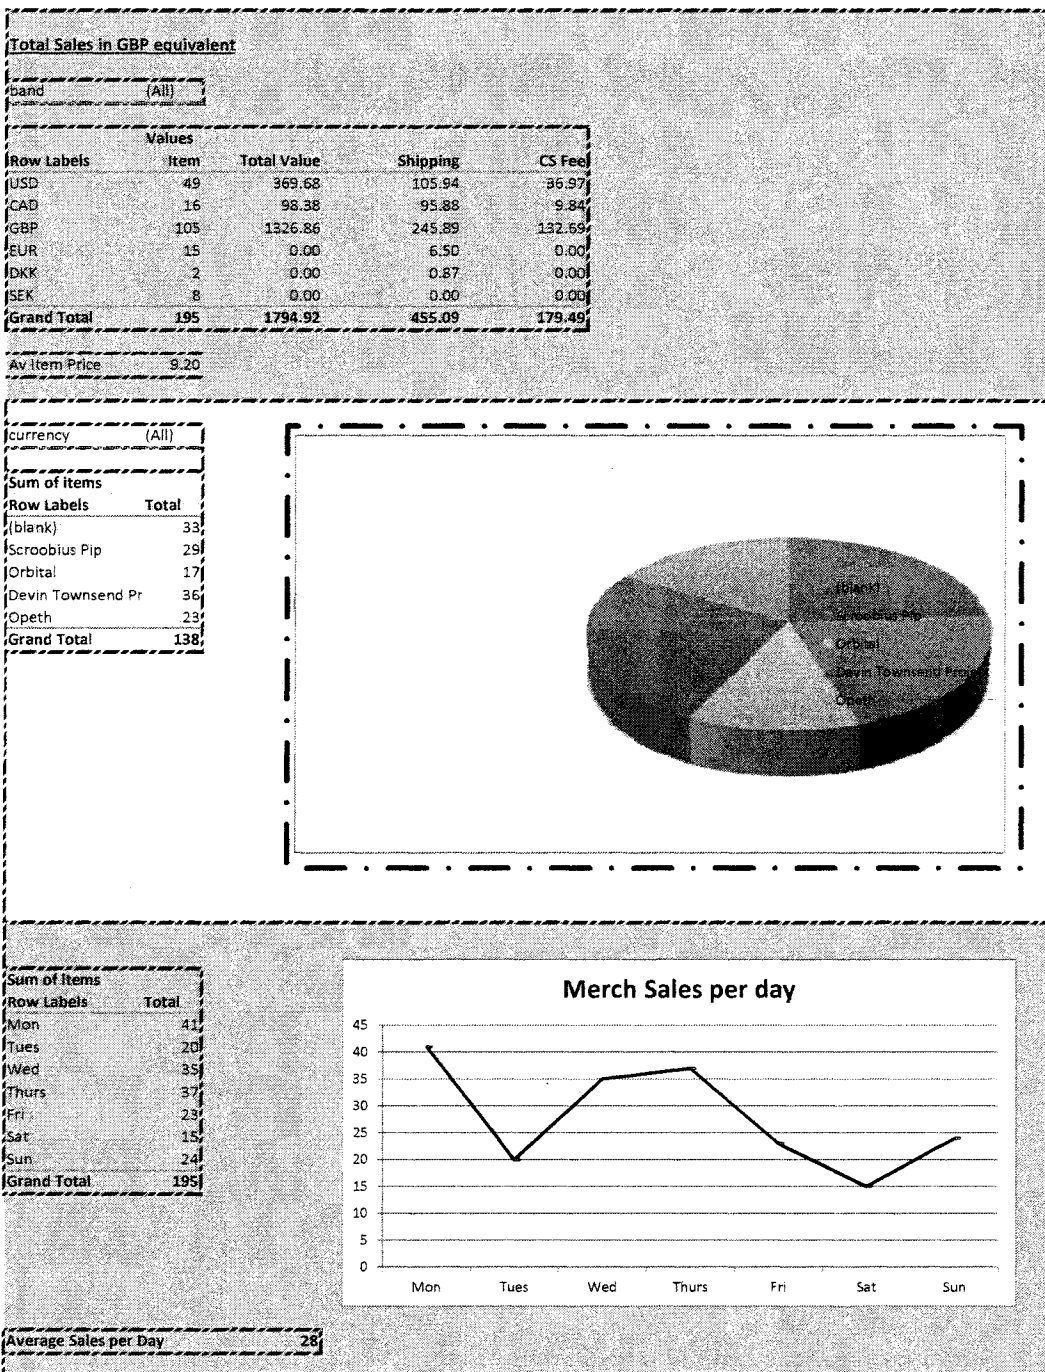 Total Sales in GBP equivalent
band (All)
Values
Row Labels Item Total Value Shipping CS Fee
USD 49 369.68 105.94 36.97
CAD 16 98.38 95.88 9.84
GBP 105 1326.86 245.89 132.69
EUR 15 0.00 6.50 0.00
DKK 2 0.00 0.87 0.00
SEK 8 0.00 0.00 0.00
Grand Total 195 1794.92 455.09 179.49
Av Item Price 9.20
currency (All)
Sum of items
Row Labels Total
(blank) 33
Scroobius Pip 29
Orbital 17
Devin Townsend Pr 36
Opeth 23
Grand Total 138
(blank)
Scroobius Pip
Orbital
Devin Townsend Proj
Opeth
Sum of Items
Row Labels Total
Mon 41
Tues 20
Wed 35
Thurs 37
Fri 23
Sat 15
Sun 24
Grand Total 195
Merch Sales per day
45
40
35
30
25
20
15
10
5
0
Mon Tues Wed Thurs Fri Sat Sun
Average Sales per Day 28